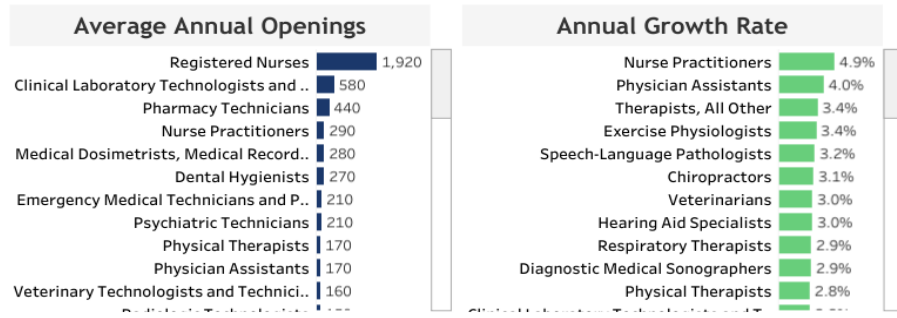 Average Annual Openings
Registered Nurses 1,920
Clinical Laboratory Technologists and .. 580
Pharmacy Technicians 440
Nurse Practitioners 290
Medical Dosimetrists, Medical Record.. 280
Dental Hygienists 270
Emergency Medical Technicians and P.. 210
Psychiatric Technicians 210
Physical Therapists 170
Physician Assistants 170
Veterinary Technologists and Technici.. 160
Annual Growth Rate
Nurse Practitioners 4.9%
Physician Assistants 4.0%
Therapists, All Other 3.4%
Exercise Physiologists 3.4%
Speech-Language Pathologists 3.2%
Chiropractors 3.1%
Veterinarians 3.0%
Hearing Aid Specialists 3.0%
Respiratory Therapists 2.9%
Diagnostic Medical Sonographers 2.9%
Physical Therapists 2.8%